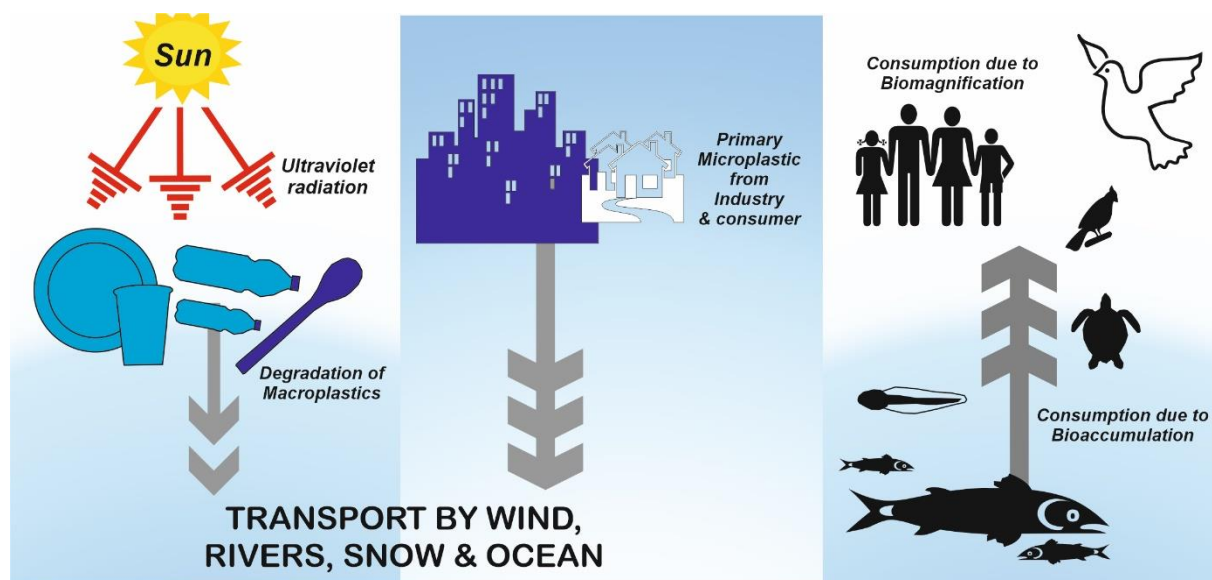 Sun
Ultraviolet
radiation
Degradation of
Macroplastics
Primary
Microplastic
from
Industry
& consumer
TRANSPORT BY WIND,
RIVERS, SNOW & OCEAN
Consumption due to
Biomagnification
Consumption due to
Bioaccumulation